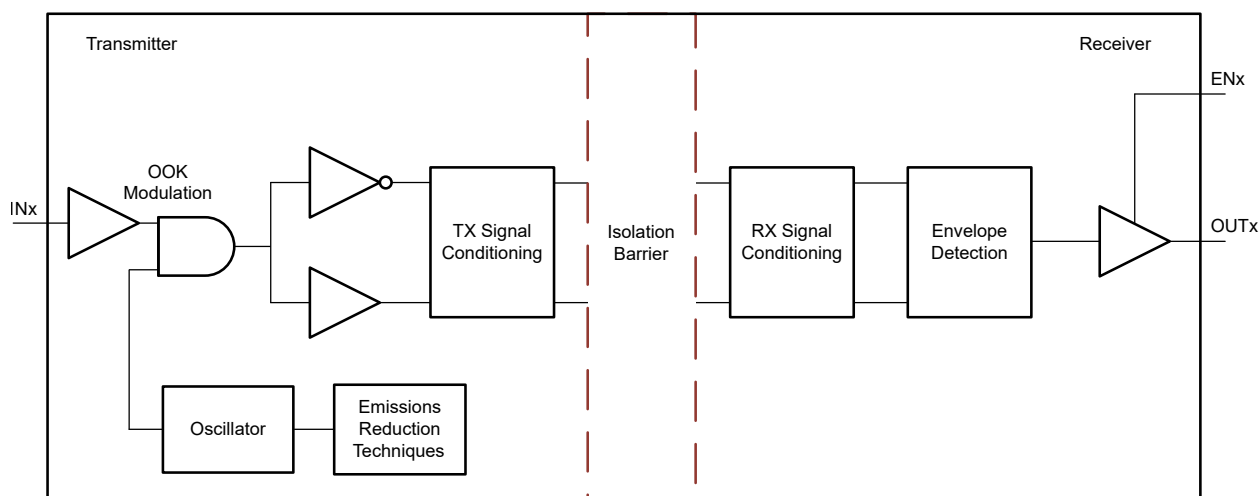 Transmitter
Receiver
ENx
OOK
Modulation
INx
TX Signal
Conditioning
Isolation
Barrier
RX Signal
Conditioning
Envelope
Detection
OUTx
Oscillator
Emissions
Reduction
Techniques